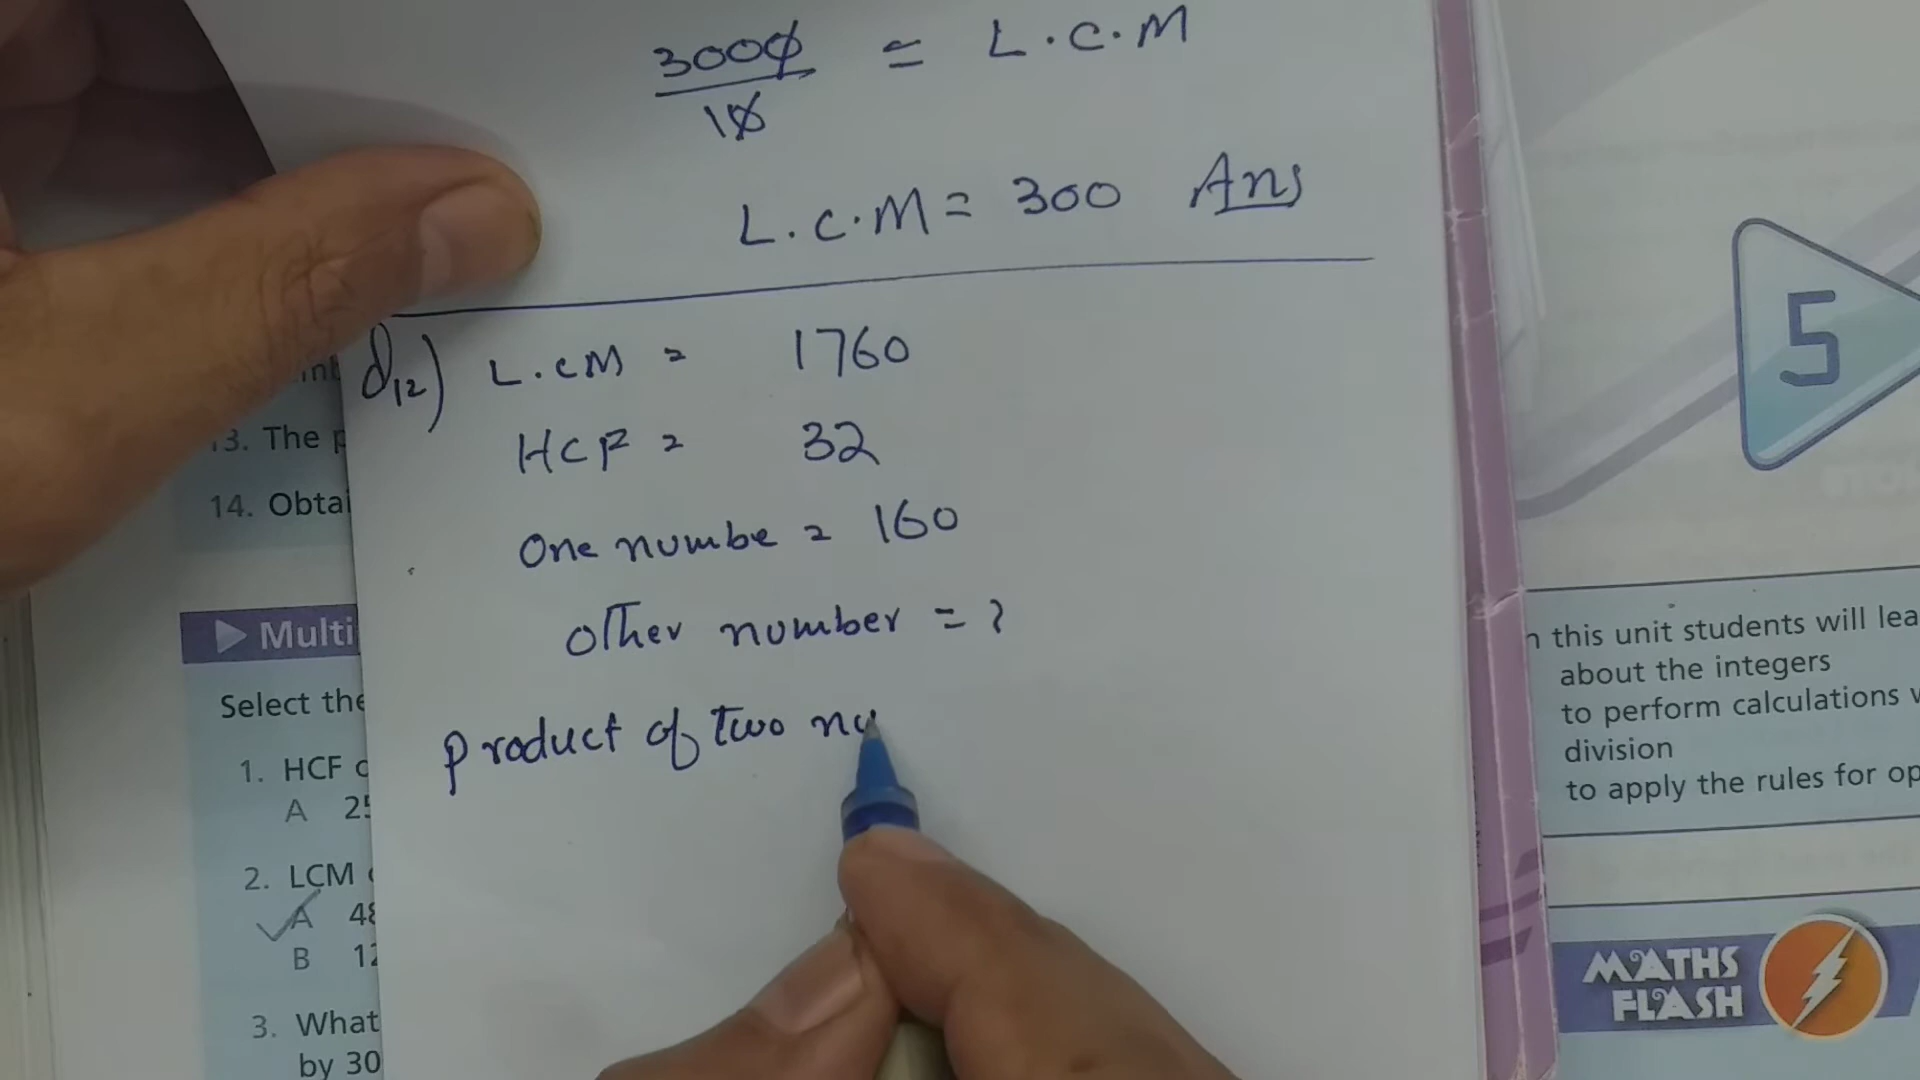 3000 = L.C.M
10
L.C.M = 300 Ans
Q12) L.CM = 1760
HCF = 32
One numbe = 160
other number = ?
product of two nu
13. The p
14. Obtai
Multi
Select the
1. HCF o
A 25
2. LCM
A 48
B 12
3. What
by 30
5
this unit students will lea
about the integers
to perform calculations w
division
to apply the rules for op
MATHS
FLASH